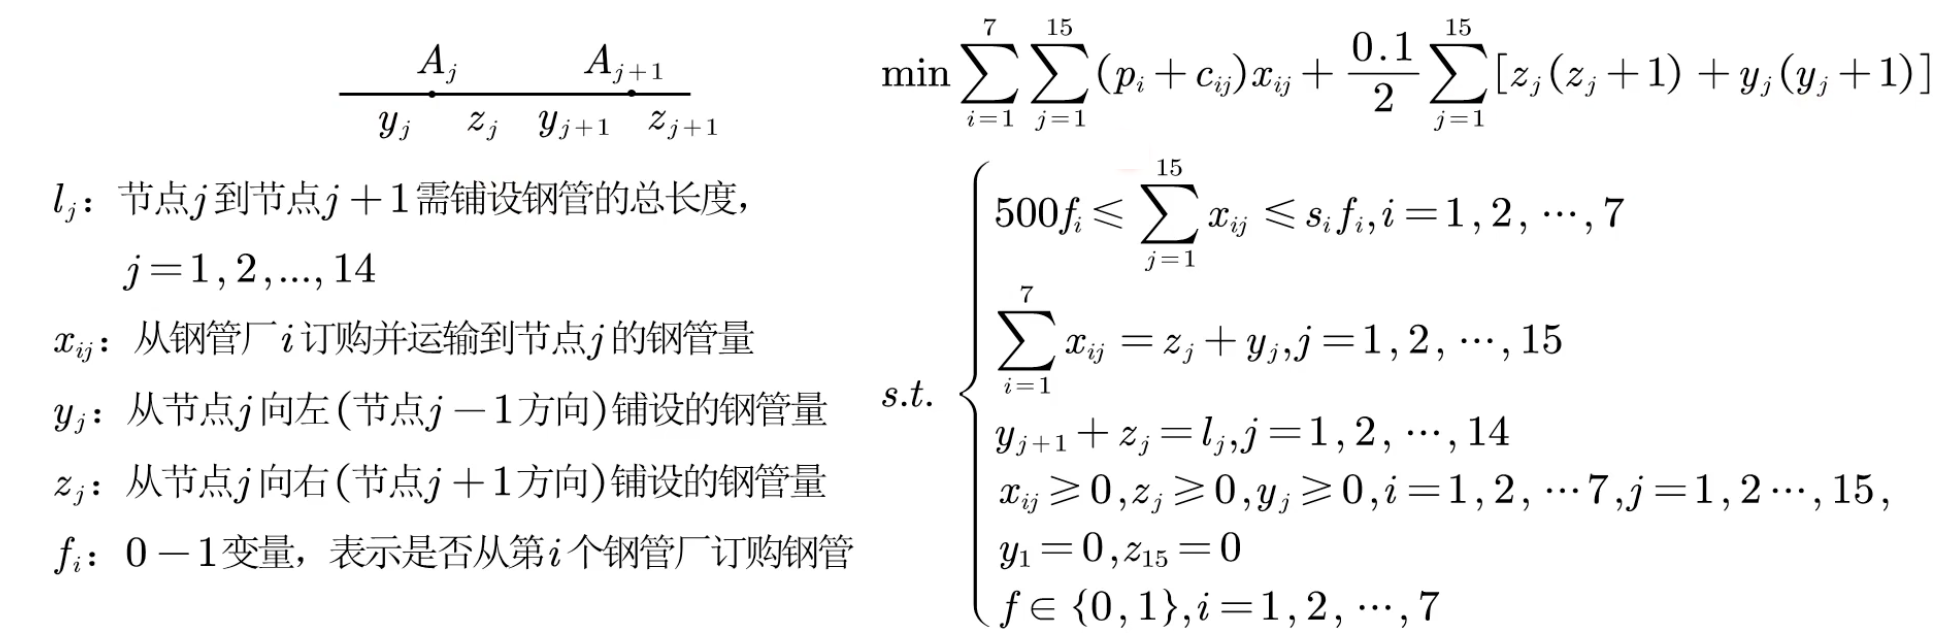 A_j A_{j+1}
y_j z_j y_{j+1} z_{j+1}
l_j：节点j到节点j+1需铺设钢管的总长度，
j=1,2,...,14
x_{ij}：从钢管厂i订购并运输到节点j的钢管量
y_j：从节点j向左(节点j-1方向)铺设的钢管量
z_j：从节点j向右(节点j+1方向)铺设的钢管量
f_i：0-1变量，表示是否从第i个钢管厂订购钢管
min \sum_{i=1}^{7} \sum_{j=1}^{15} (p_i+c_{ij})x_{ij} + \frac{0.1}{2} \sum_{j=1}^{15} [z_j(z_j+1)+y_j(y_j+1)]
s.t.
500f_i ≤ \sum_{j=1}^{15} x_{ij} ≤ s_i f_i,i=1,2,⋯,7
\sum_{i=1}^{7} x_{ij} = z_j+y_j,j=1,2,⋯,15
y_{j+1}+z_j=l_j,j=1,2,⋯,14
x_{ij}≥0,z_j≥0,y_j≥0,i=1,2,⋯7,j=1,2⋯,15,
y_1=0,z_{15}=0
f∈{0,1},i=1,2,⋯,7